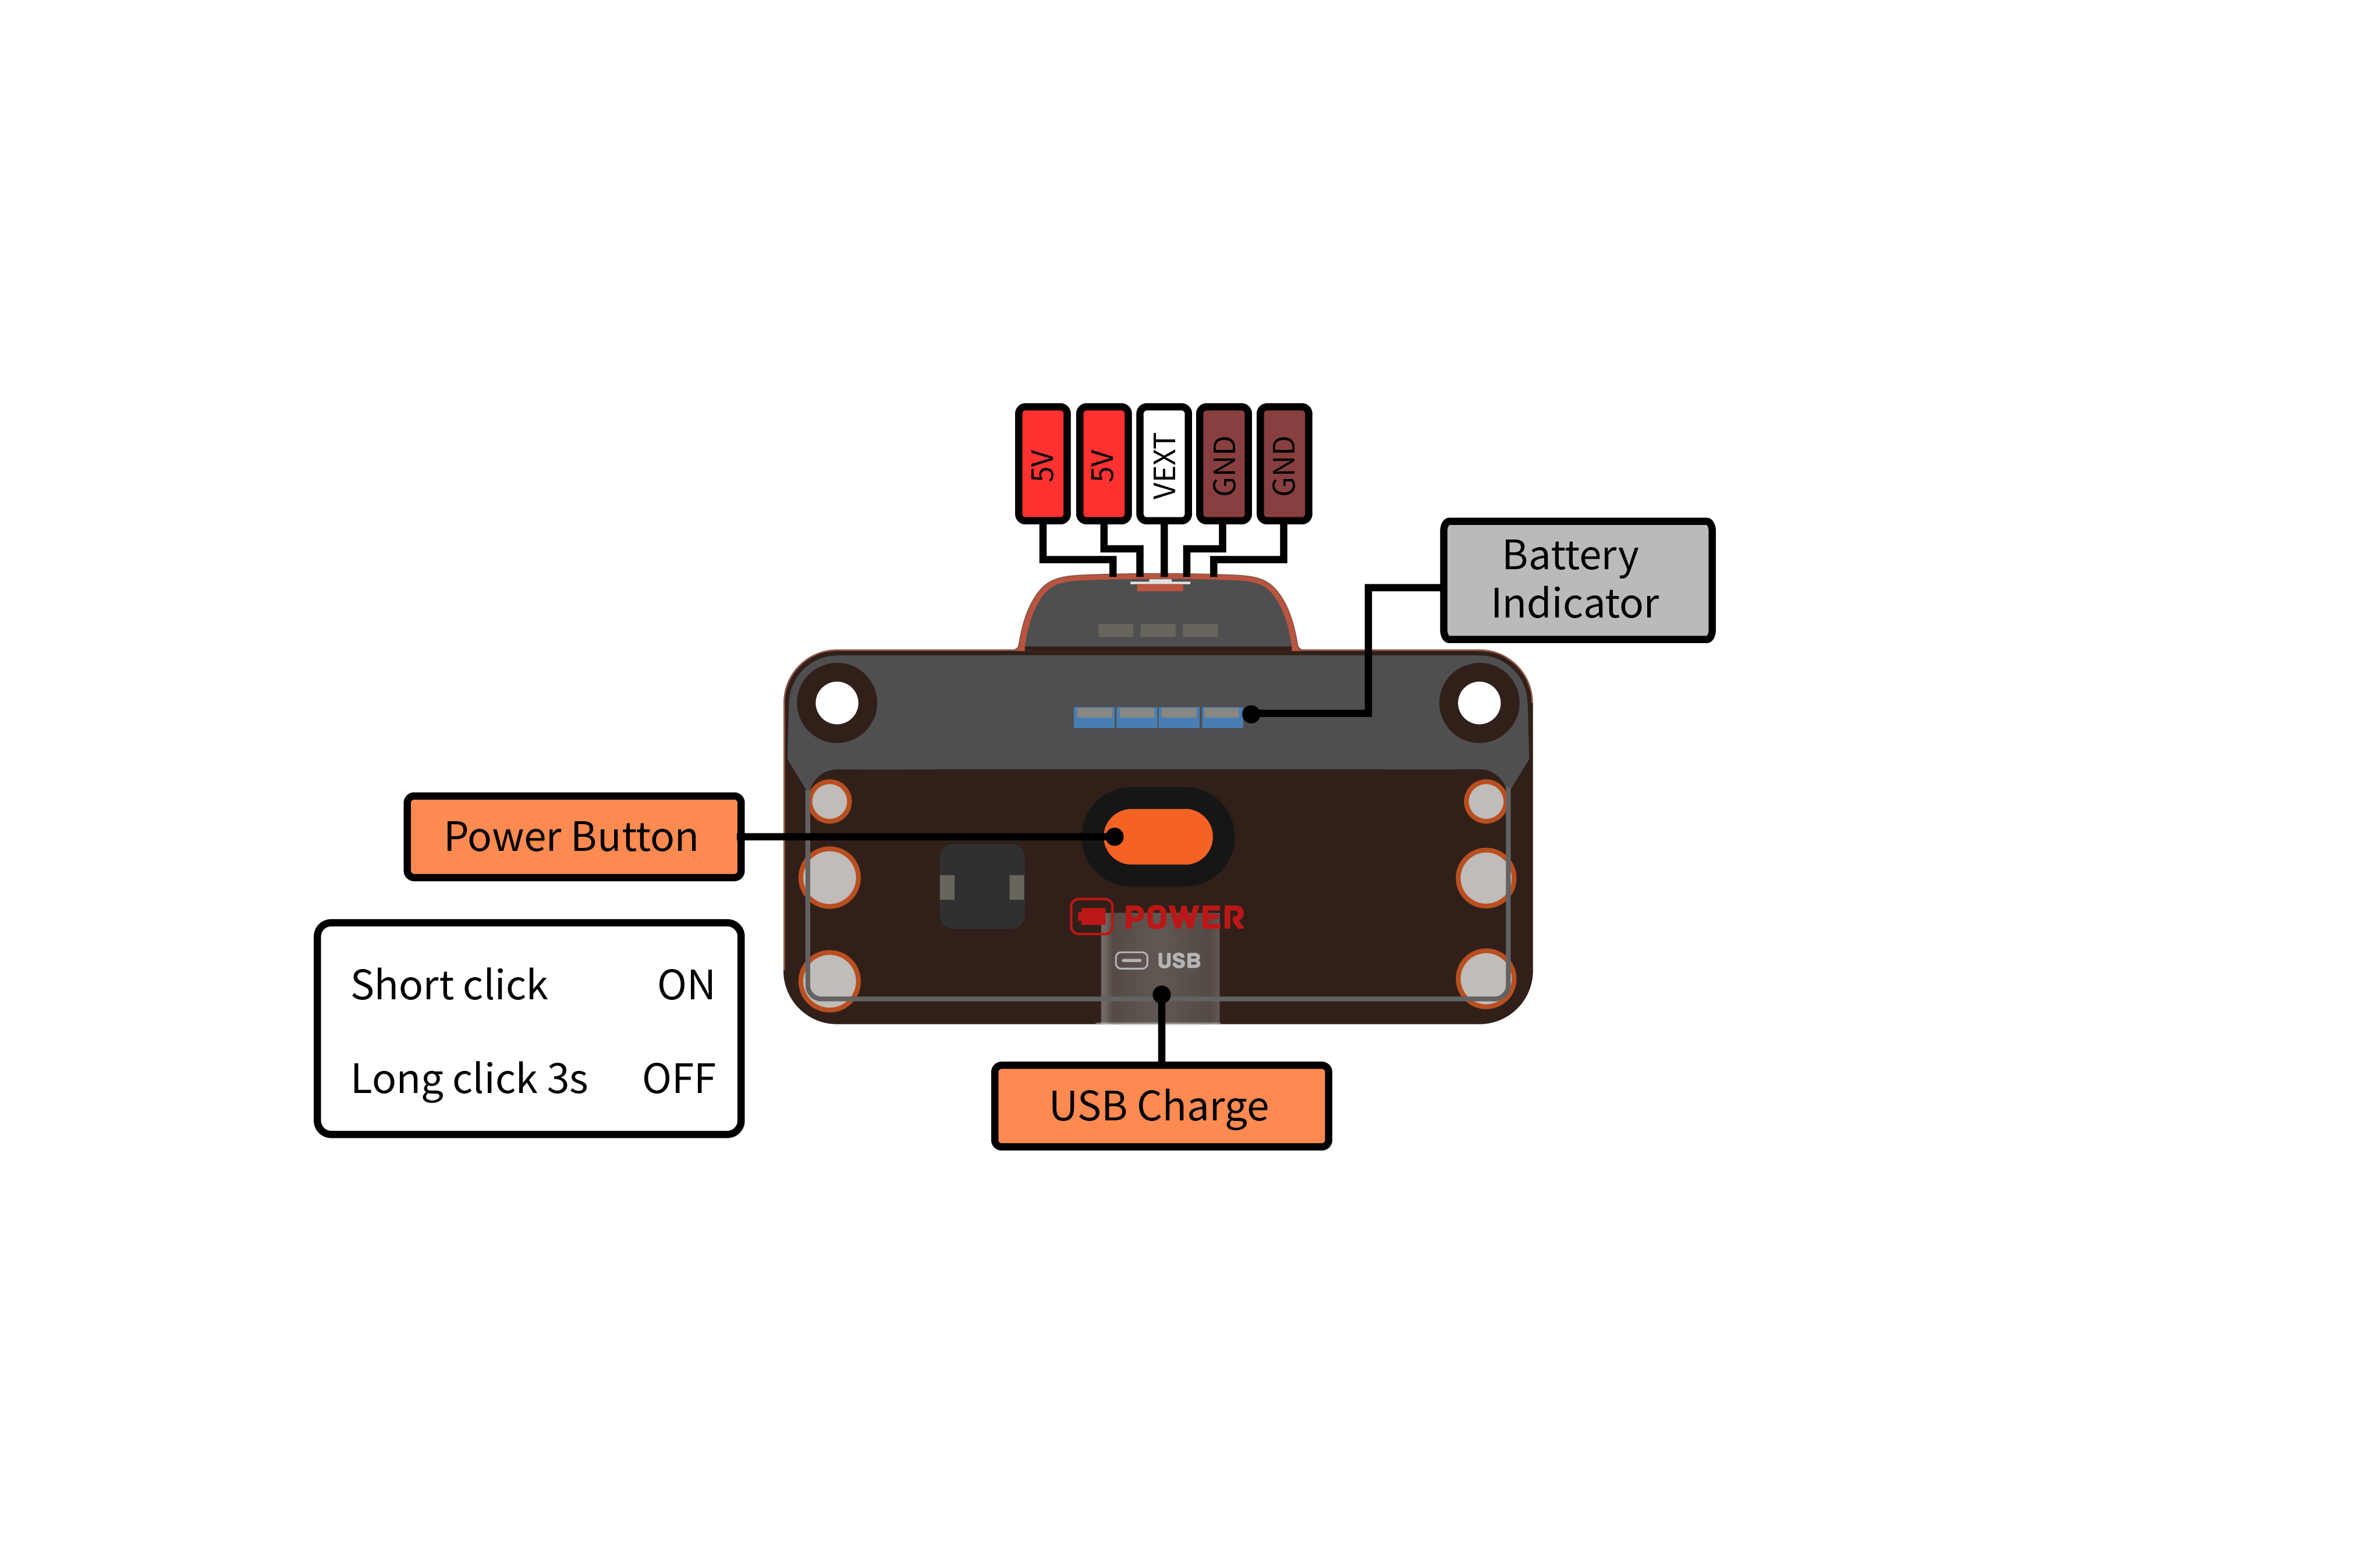 5V
5V
VEXT
GND
GND
Battery
Indicator
Power Button
POWER
USB
Short click ON
Long click 3s OFF
USB Charge